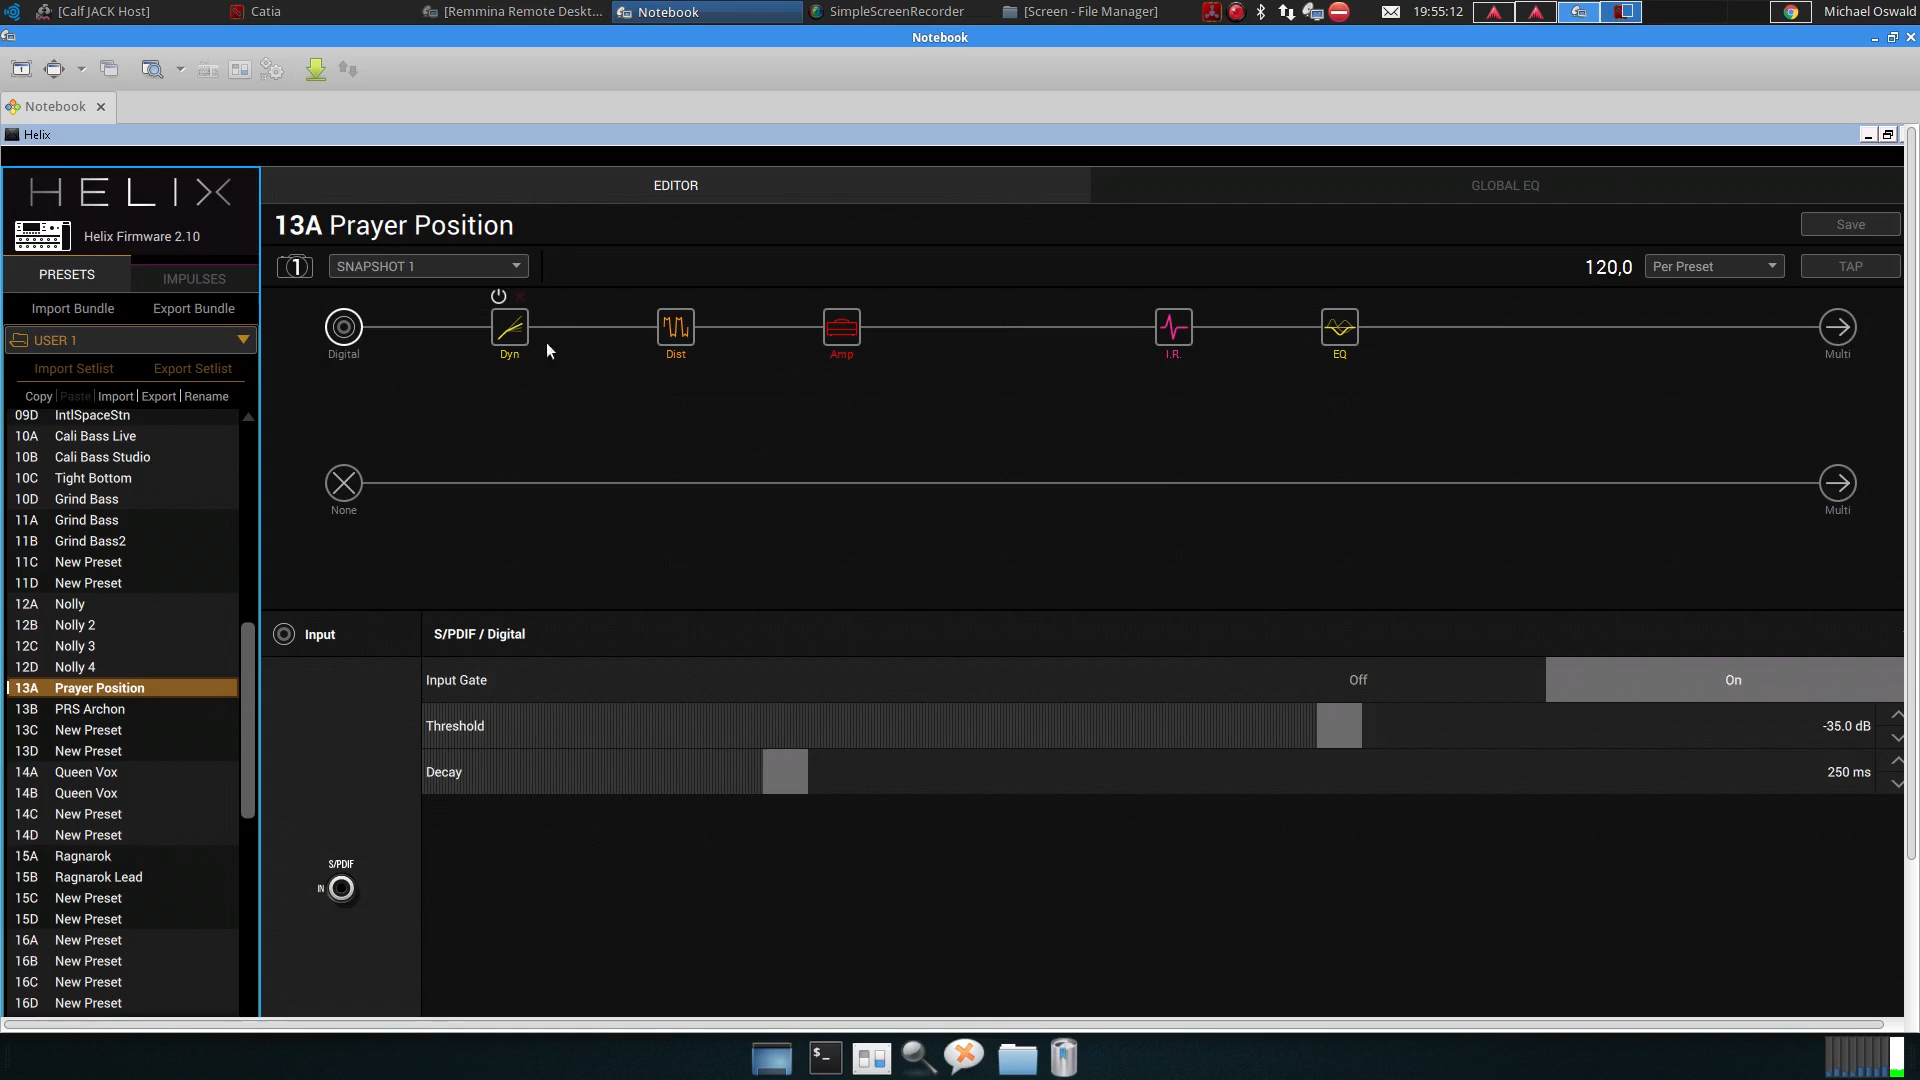 [Calf JACK Host]
Catia
[Remmina Remote Deskt...
Notebook
SimpleScreenRecorder
[Screen - File Manager]
19:55:12
Michael Oswald
Notebook
Notebook
Helix
HELIX
Helix Firmware 2.10
EDITOR
GLOBAL EQ
13A Prayer Position
Save
PRESETS
IMPULSES
1
SNAPSHOT 1
120,0
Per Preset
TAP
Import Bundle
Export Bundle
USER 1
Import Setlist
Export Setlist
Copy
Paste
Import
Export
Rename
09D IntlSpaceStn
10A Cali Bass Live
10B Cali Bass Studio
10C Tight Bottom
10D Grind Bass
11A Grind Bass
11B Grind Bass2
11C New Preset
11D New Preset
12A Nolly
12B Nolly 2
12C Nolly 3
12D Nolly 4
13A Prayer Position
13B PRS Archon
13C New Preset
13D New Preset
14A Queen Vox
14B Queen Vox
14C New Preset
14D New Preset
15A Ragnarok
15B Ragnarok Lead
15C New Preset
15D New Preset
16A New Preset
16B New Preset
16C New Preset
16D New Preset
Digital
Dyn
Dist
Amp
I.R.
EQ
Multi
None
Multi
Input
S/PDIF / Digital
Input Gate
Off
On
Threshold
-35.0 dB
Decay
250 ms
S/PDIF
IN